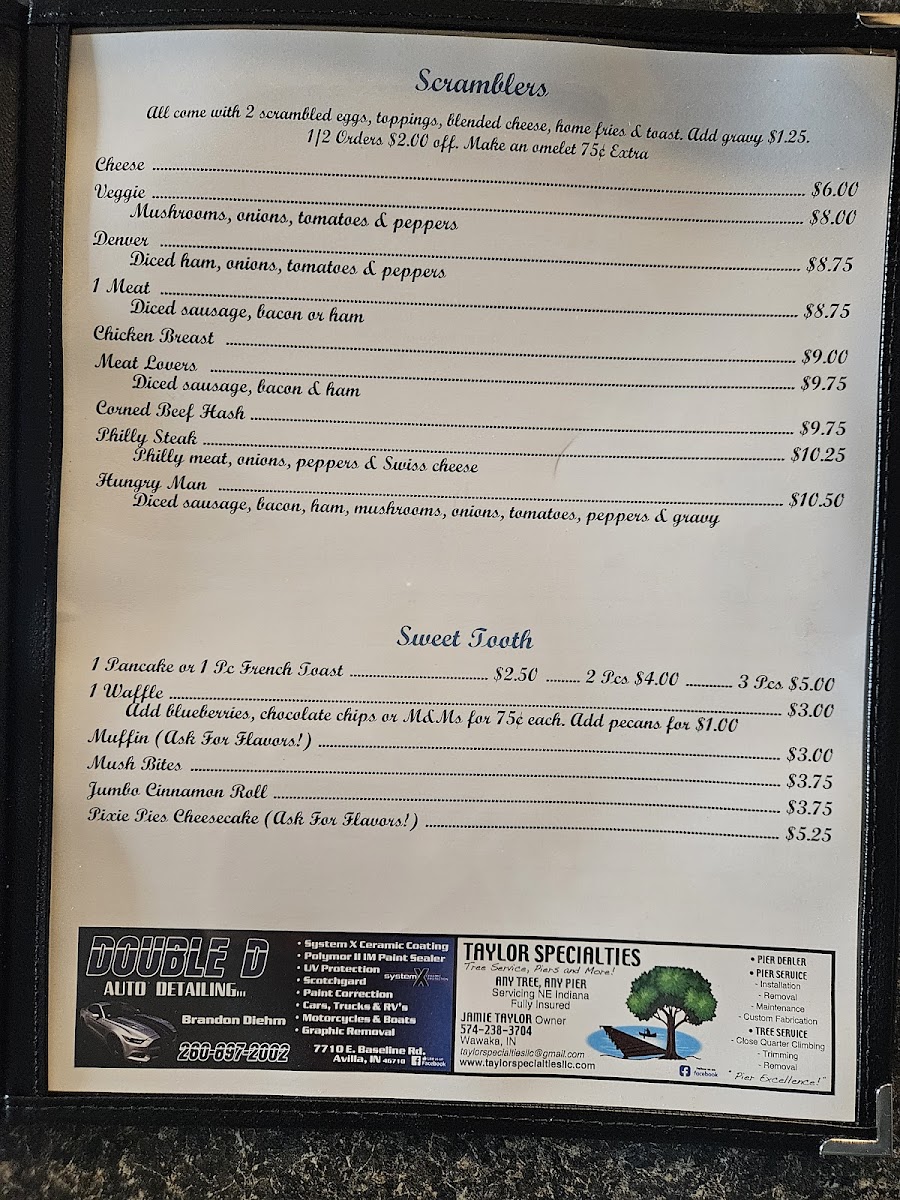 Scramblers
All come with 2 scrambled eggs, toppings, blended cheese, home fries & toast. Add gravy $1.25.
1/2 Orders $2.00 off. Make an omelet 75¢ Extra
Cheese $6.00
Veggie $8.00
Mushrooms, onions, tomatoes & peppers
Denver $8.75
Diced ham, onions, tomatoes & peppers
1 Meat $8.75
Diced sausage, bacon or ham
Chicken Breast $9.00
Meat Lovers $9.75
Diced sausage, bacon & ham
Corned Beef Hash $9.75
Philly Steak $10.25
Philly meat, onions, peppers & Swiss cheese
Hungry Man $10.50
Diced sausage, bacon, ham, mushrooms, onions, tomatoes, peppers & gravy
Sweet Tooth
1 Pancake or 1 Pc French Toast $2.50 2 Pcs $4.00 3 Pcs $5.00
1 Waffle $3.00
Add blueberries, chocolate chips or M&Ms for 75¢ each. Add pecans for $1.00
Muffin (Ask For Flavors!) $3.00
Mush Bites $3.75
Jumbo Cinnamon Roll $3.75
Pixie Pies Cheesecake (Ask For Flavors!) $5.25
DOUBLE D
AUTO DETAILING
Brandon Diehm
260-897-2002
• System X Ceramic Coating
• Polymor II IM Paint Sealer
• UV Protection
• Scotchgard
system X
• Paint Correction
• Cars, Trucks & RV's
• Motorcycles & Boats
• Graphic Removal
7710 E. Baseline Rd.
Avilla, IN 46710
Facebook
TAYLOR SPECIALTIES
Tree Service, Piers and More!
ANY TREE, ANY PIER
Servicing NE Indiana
Fully Insured
JAMIE TAYLOR Owner
574-238-3704
Wawaka, IN
taylorspecialtiesllc@gmail.com
www.taylorspecialtiesllc.com
• PIER DEALER
• PIER SERVICE
- Installation
- Removal
- Maintenance
- Custom Fabrication
• TREE SERVICE
- Close Quarter Climbing
- Trimming
- Removal
facebook
"Pier Excellence!"